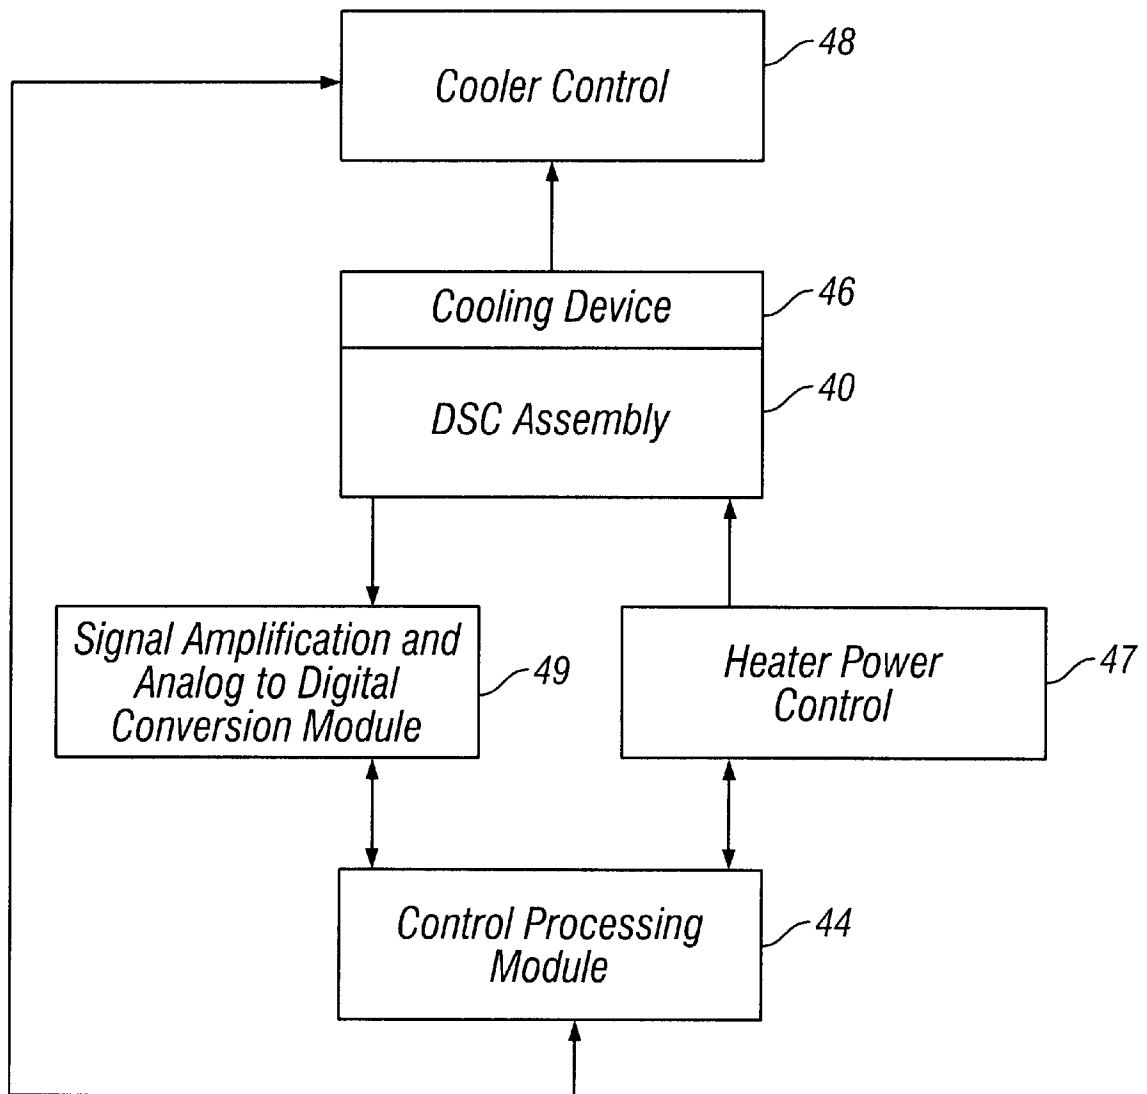 48
Cooler Control
Cooling Device
46
DSC Assembly
40
Signal Amplification and
Analog to Digital
Conversion Module
49
Heater Power
Control
47
Control Processing
Module
44